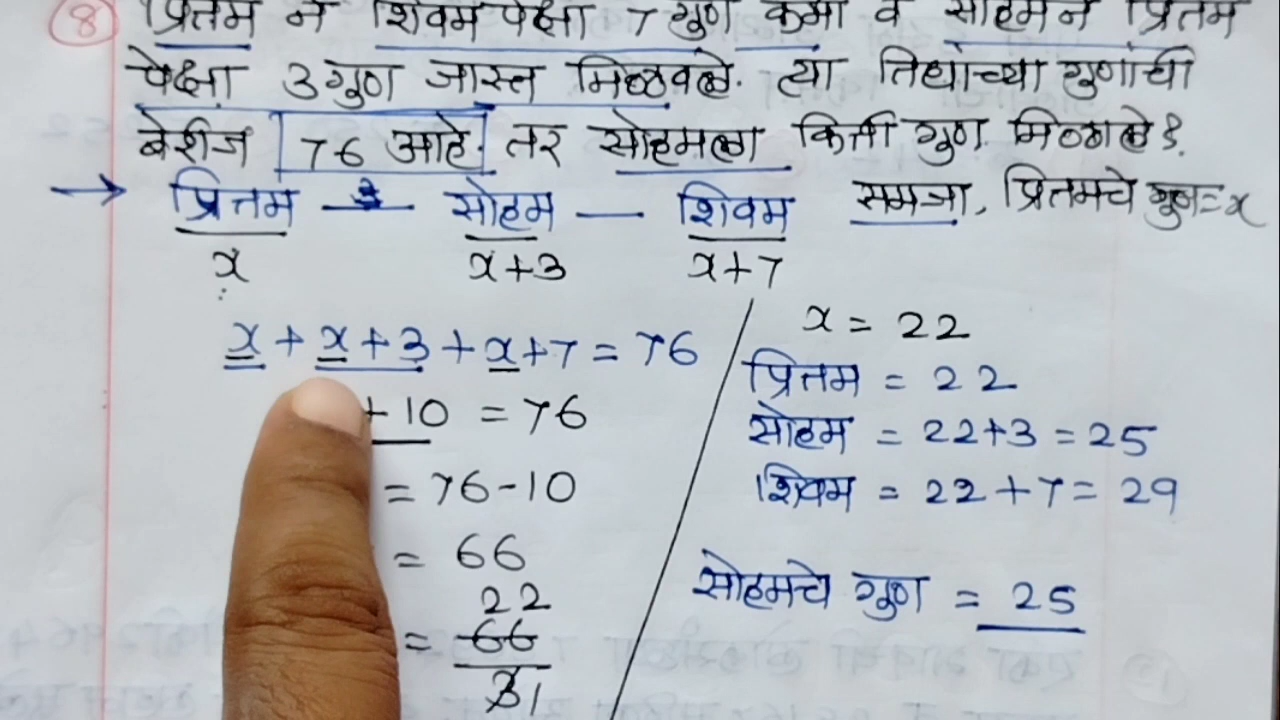 (8) प्रितम ने शिवम पेक्षा 7 गुण कमी व सोहमने प्रितम
पेक्षा 3 गुण जास्त मिळवले. त्या तिघांच्या गुणांची
बेरीज 76 आहे. तर सोहमला किती गुण मिळाले?
→ प्रितम — सोहम — शिवम समजा, प्रितमचे गुण = x
x x+3 x+7
x + x + 3 + x + 7 = 76
+ 10 = 76
= 76 - 10
= 66
22
= 66
31
x = 22
प्रितम = 22
सोहम = 22+3 = 25
शिवम = 22 + 7 = 29
सोहमचे गुण = 25